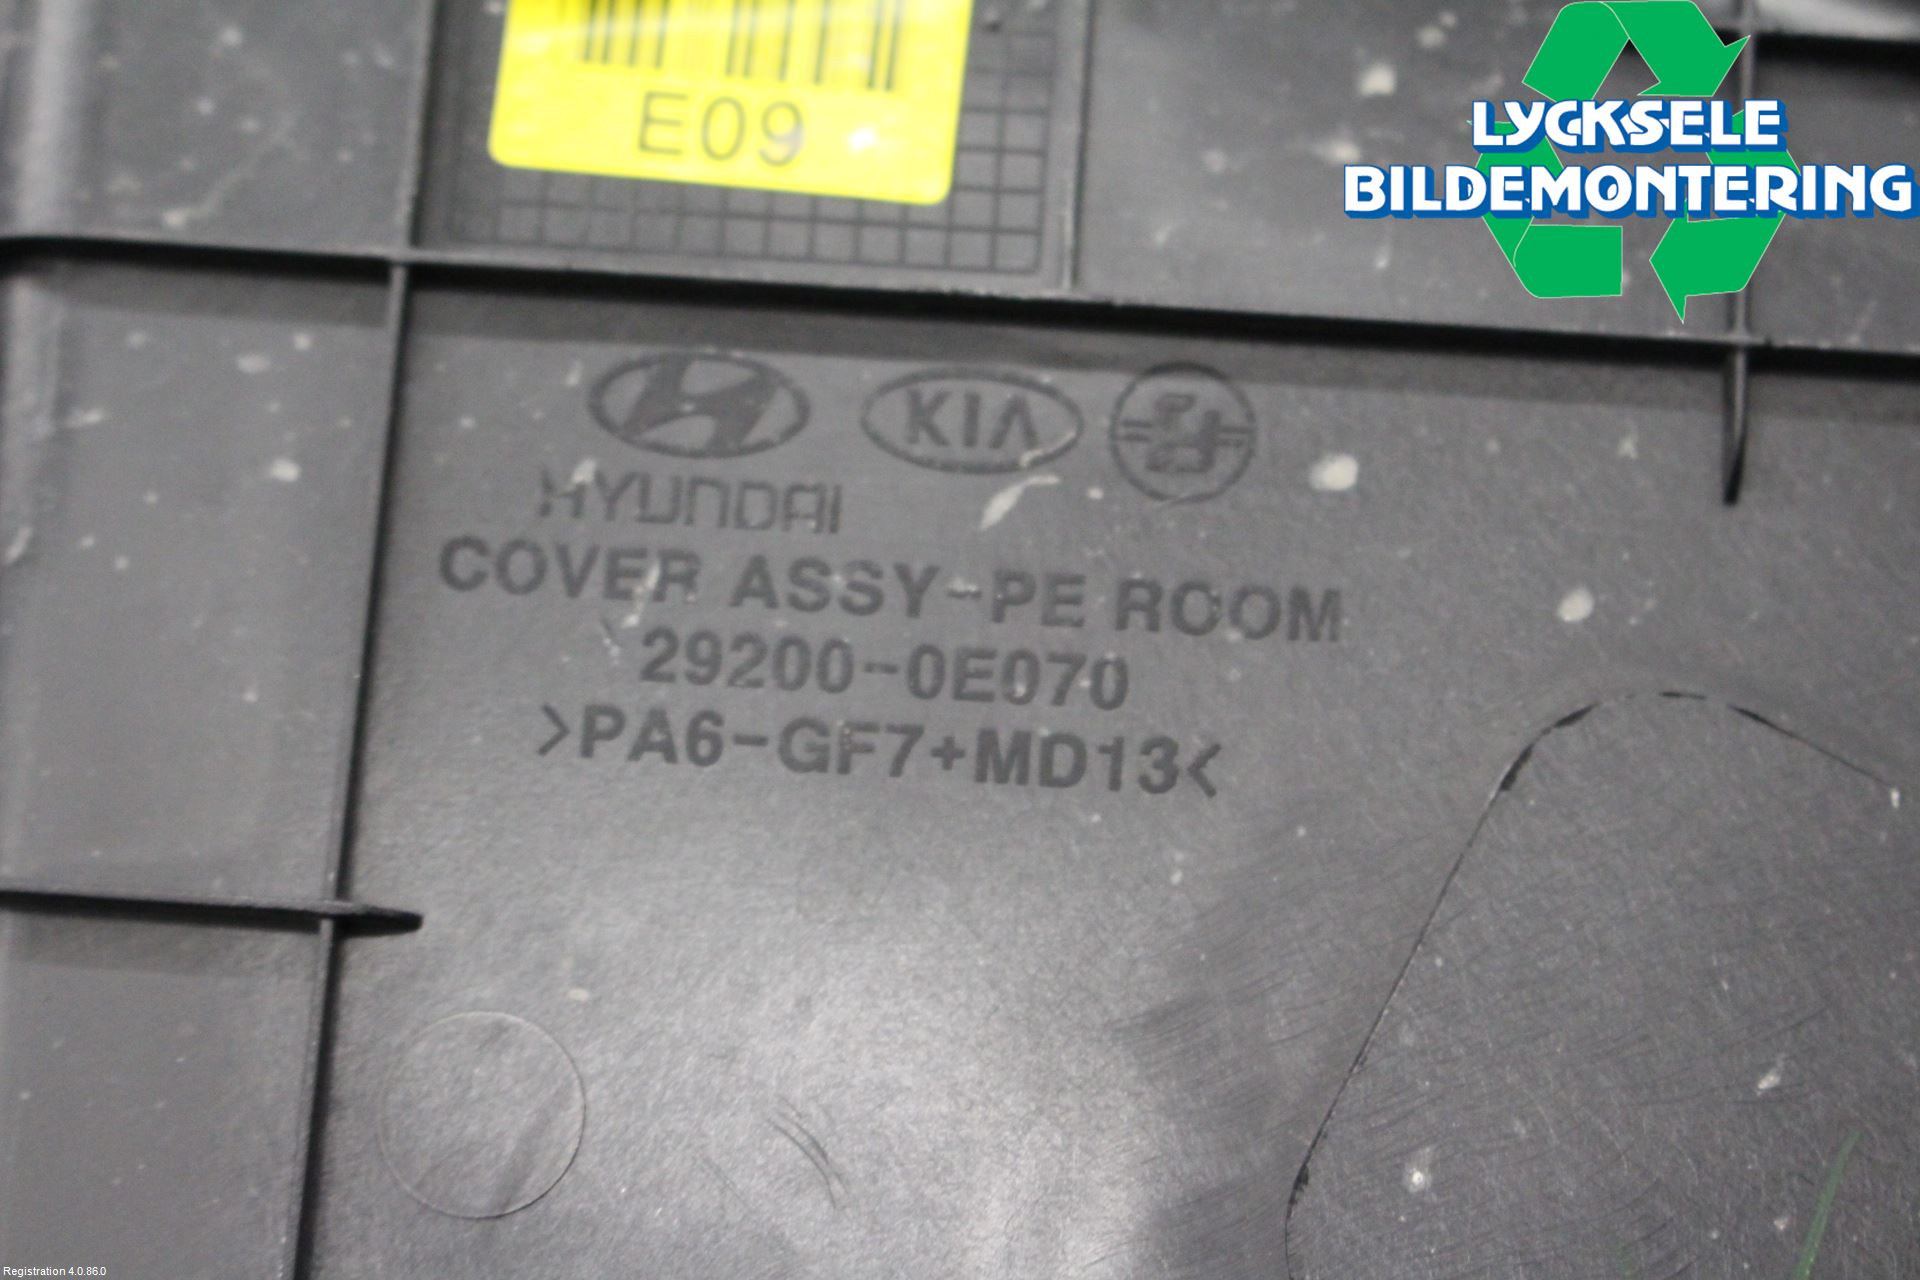 E09
LYCKSELE
BILDEMONTERING
KIA
HYUNDAI
COVER ASSY-PE ROOM
29200-0E070
>PA6-GF7+MD13<
Registration 4.0.86.0